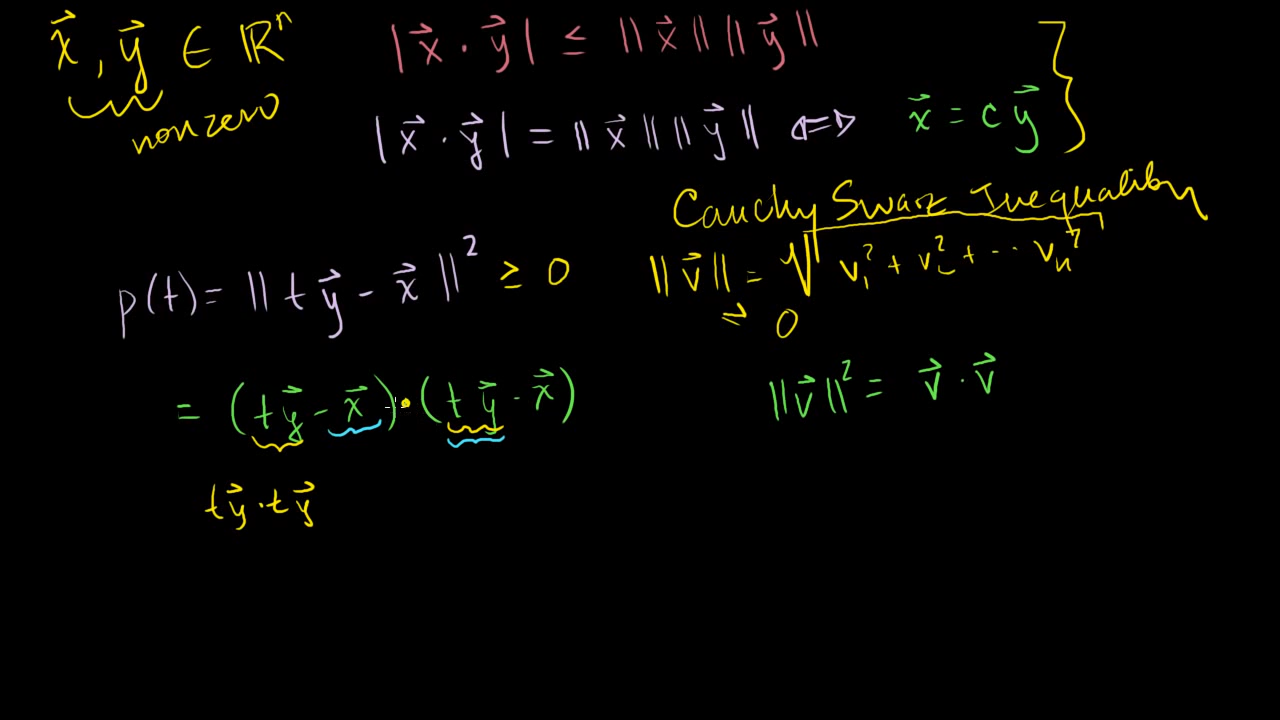 x⃗, y⃗ ∈ ℝⁿ
nonzero
|x⃗ · y⃗| ≤ ||x⃗|| ||y⃗||
|x⃗ · y⃗| = ||x⃗|| ||y⃗|| ⟺ x⃗ = c y⃗
Cauchy Swarz Inequality
||v⃗|| = √(v₁² + v₂² + ⋯ vₙ²)
≥ 0
p(t) = ||t y⃗ − x⃗||² ≥ 0
= (t y⃗ − x⃗) · (t y⃗ − x⃗)
||v⃗||² = v⃗ · v⃗
t y⃗ · t y⃗